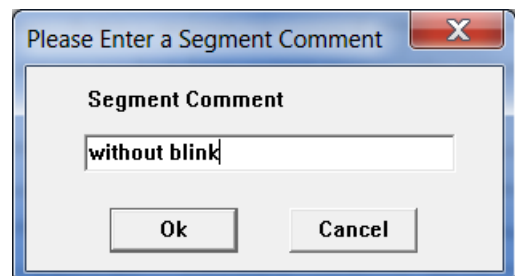 Please Enter a Segment Comment
X
Segment Comment
without blink
Ok Cancel